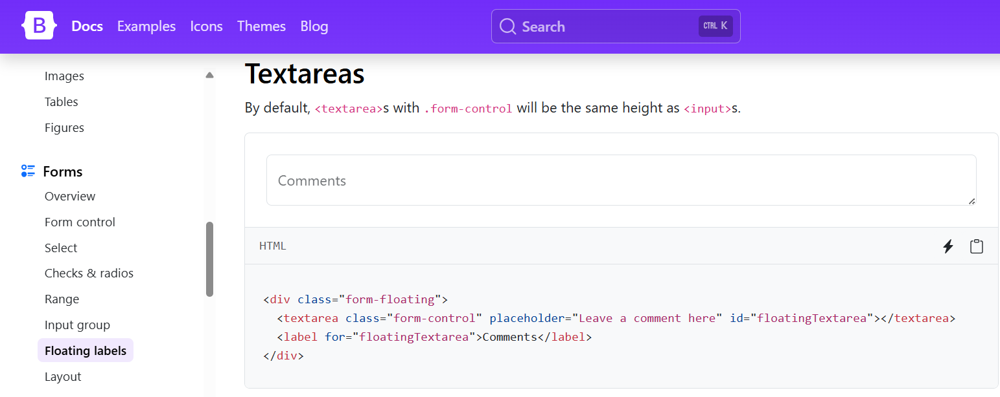 B Docs Examples Icons Themes Blog Search CTRL K
Images
Tables
Figures
Forms
Overview
Form control
Select
Checks & radios
Range
Input group
Floating labels
Layout
Textareas
By default, <textarea>s with .form-control will be the same height as <input>s.
Comments
HTML
<div class="form-floating">
  <textarea class="form-control" placeholder="Leave a comment here" id="floatingTextarea"></textarea>
  <label for="floatingTextarea">Comments</label>
</div>